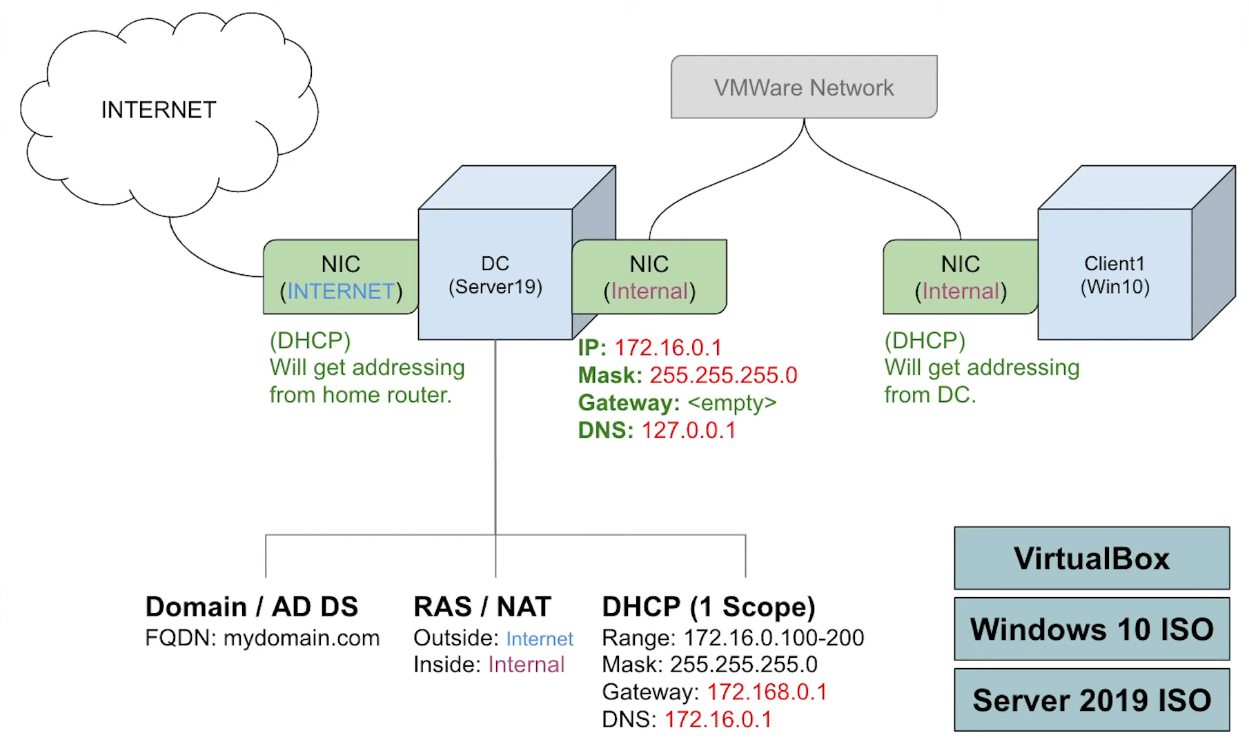 INTERNET
VMWare Network
NIC
(INTERNET)
DC
(Server19)
NIC
(Internal)
NIC
(Internal)
Client1
(Win10)
(DHCP)
Will get addressing
from home router.
IP: 172.16.0.1
Mask: 255.255.255.0
Gateway: <empty>
DNS: 127.0.0.1
(DHCP)
Will get addressing
from DC.
Domain / AD DS
FQDN: mydomain.com
RAS / NAT
Outside: Internet
Inside: Internal
DHCP (1 Scope)
Range: 172.16.0.100-200
Mask: 255.255.255.0
Gateway: 172.168.0.1
DNS: 172.16.0.1
VirtualBox
Windows 10 ISO
Server 2019 ISO